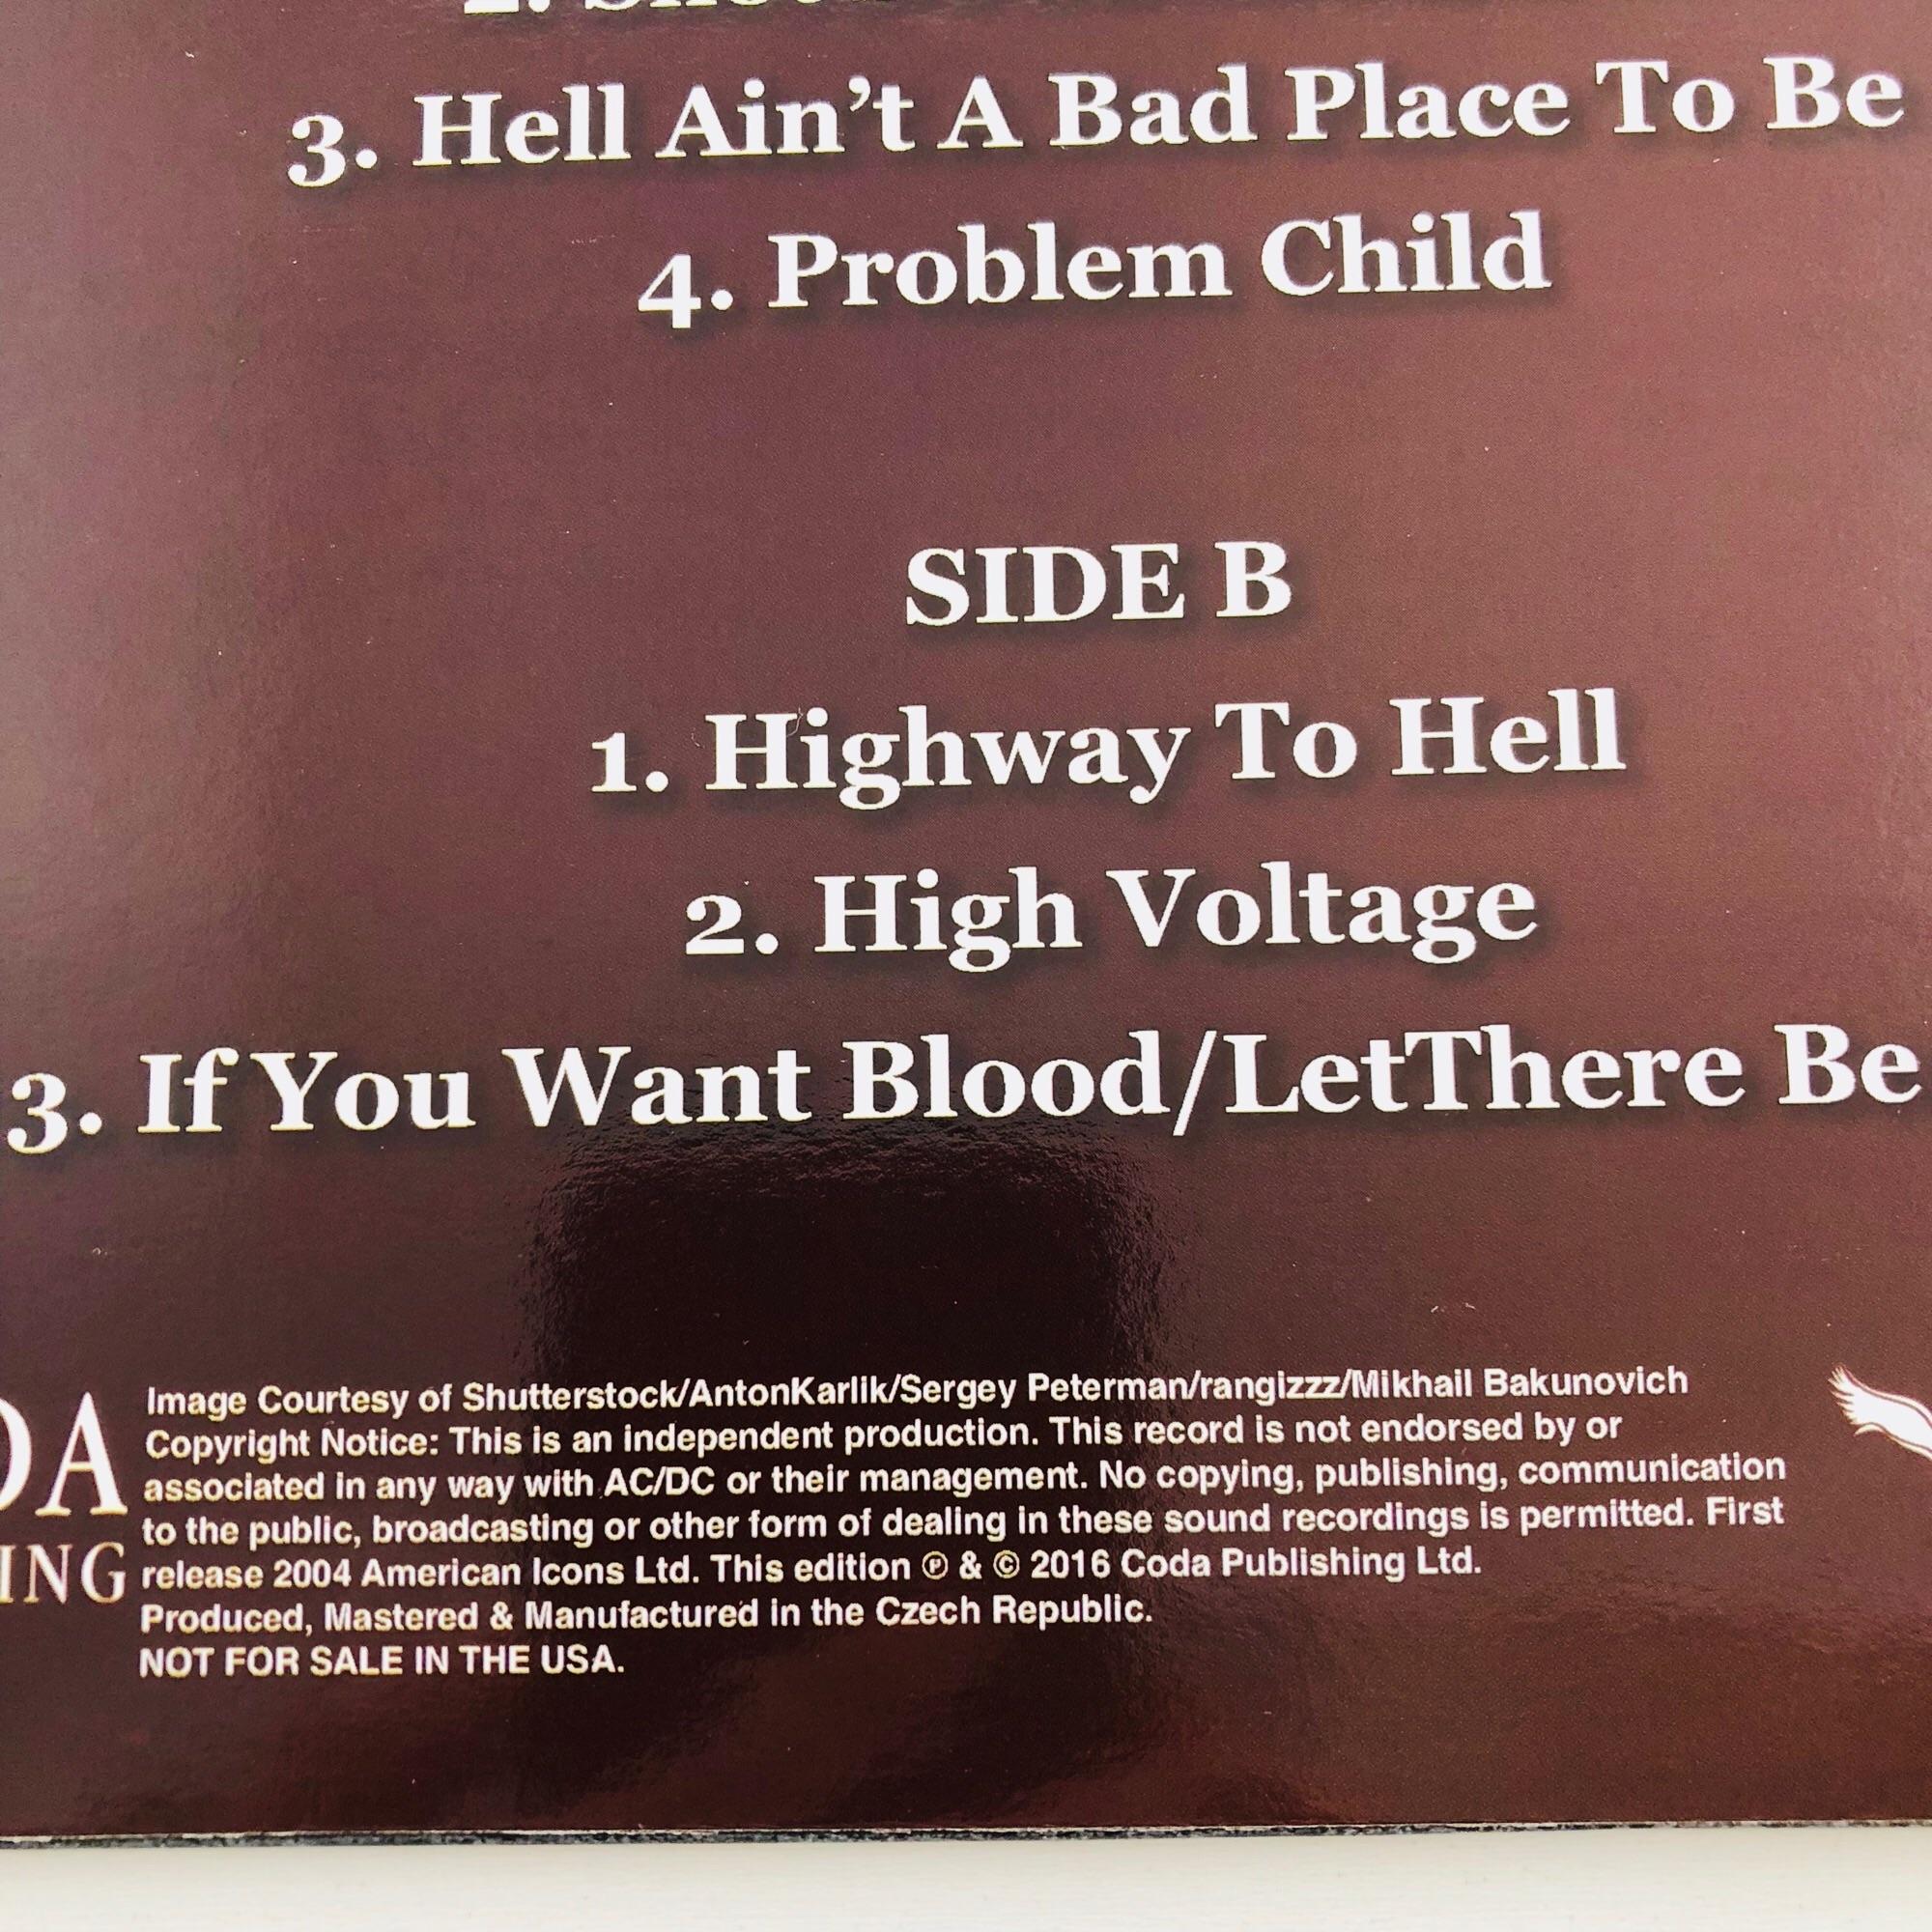 3. Hell Ain't A Bad Place To Be
4. Problem Child
SIDE B
1. Highway To Hell
2. High Voltage
3. If You Want Blood/LetThere Be
Image Courtesy of Shutterstock/AntonKarlik/Sergey Peterman/rangizzz/Mikhail Bakunovich
Copyright Notice: This is an independent production. This record is not endorsed by or
associated in any way with AC/DC or their management. No copying, publishing, communication
to the public, broadcasting or other form of dealing in these sound recordings is permitted. First
release 2004 American Icons Ltd. This edition ℗ & © 2016 Coda Publishing Ltd.
Produced, Mastered & Manufactured in the Czech Republic.
NOT FOR SALE IN THE USA.